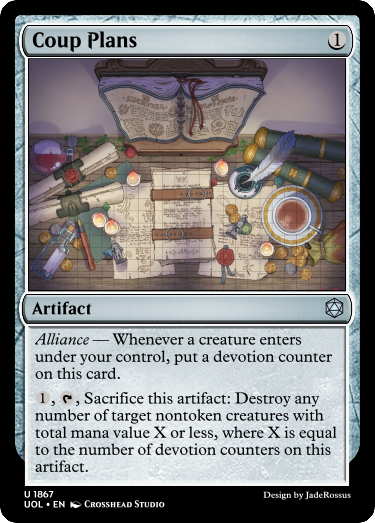 Coup Plans 1
Artifact
Alliance — Whenever a creature enters
under your control, put a devotion counter
on this card.
1, T, Sacrifice this artifact: Destroy any
number of target nontoken creatures with
total mana value X or less, where X is equal
to the number of devotion counters on this
artifact.
U 1867
UOL • EN Crosshead Studio
Design by JadeRossus